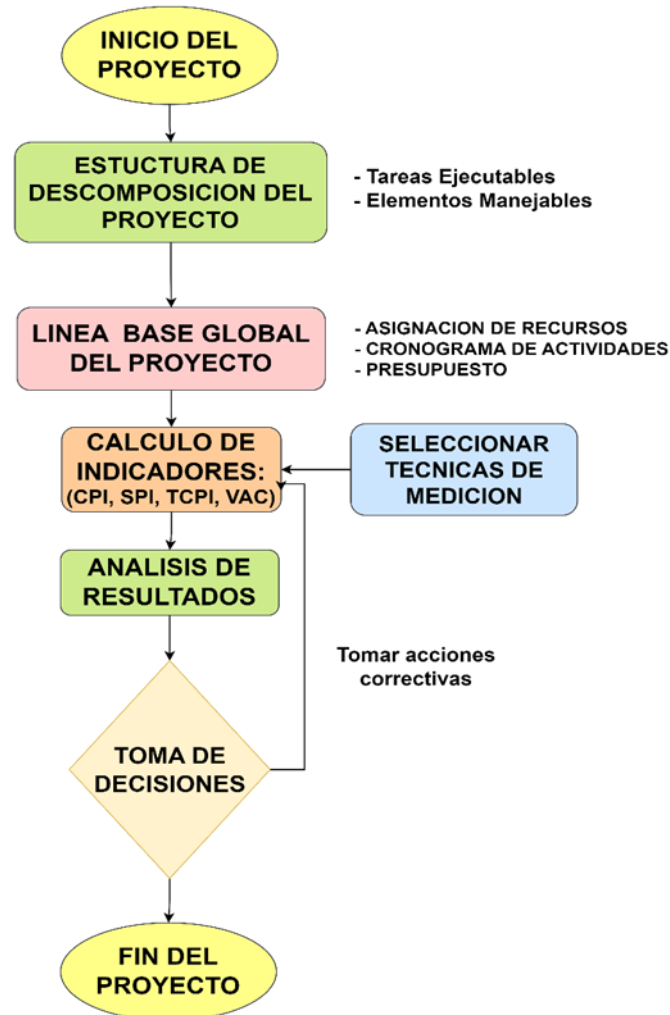 INICIO DEL
PROYECTO
ESTUCTURA DE
DESCOMPOSICION DEL
PROYECTO
- Tareas Ejecutables
- Elementos Manejables
LINEA BASE GLOBAL
DEL PROYECTO
- ASIGNACION DE RECURSOS
- CRONOGRAMA DE ACTIVIDADES
- PRESUPUESTO
CALCULO DE
INDICADORES:
(CPI, SPI, TCPI, VAC)
SELECCIONAR
TECNICAS DE
MEDICION
ANALISIS DE
RESULTADOS
Tomar acciones
correctivas
TOMA DE
DECISIONES
FIN DEL
PROYECTO